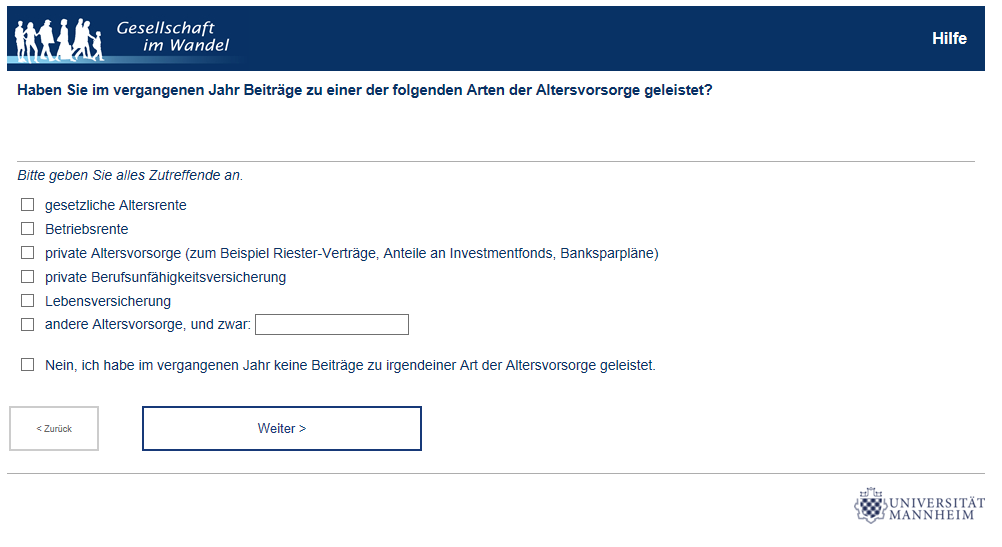 Gesellschaft
im Wandel
Hilfe
Haben Sie im vergangenen Jahr Beiträge zu einer der folgenden Arten der Altersvorsorge geleistet?
Bitte geben Sie alles Zutreffende an.
gesetzliche Altersrente
Betriebsrente
private Altersvorsorge (zum Beispiel Riester-Verträge, Anteile an Investmentfonds, Banksparpläne)
private Berufsunfähigkeitsversicherung
Lebensversicherung
andere Altersvorsorge, und zwar:
Nein, ich habe im vergangenen Jahr keine Beiträge zu irgendeiner Art der Altersvorsorge geleistet.
< Zurück
Weiter >
UNIVERSITÄT
MANNHEIM